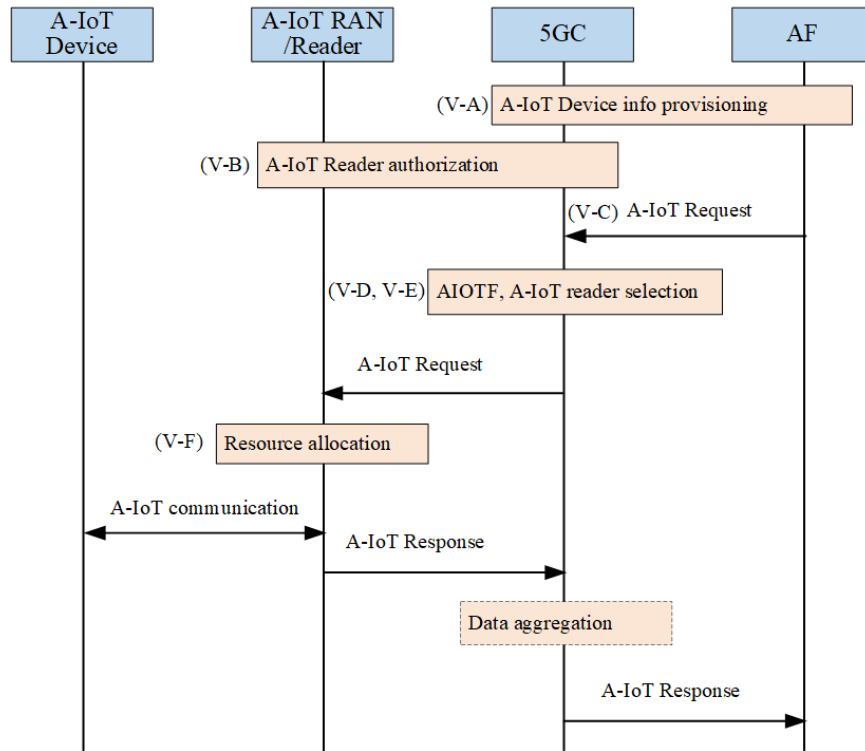 A-IoT
Device
A-IoT RAN
/Reader
5GC
AF
(V-A) A-IoT Device info provisioning
(V-B) A-IoT Reader authorization
(V-C) A-IoT Request
(V-D, V-E) AIOTF, A-IoT reader selection
A-IoT Request
(V-F) Resource allocation
A-IoT communication
A-IoT Response
Data aggregation
A-IoT Response